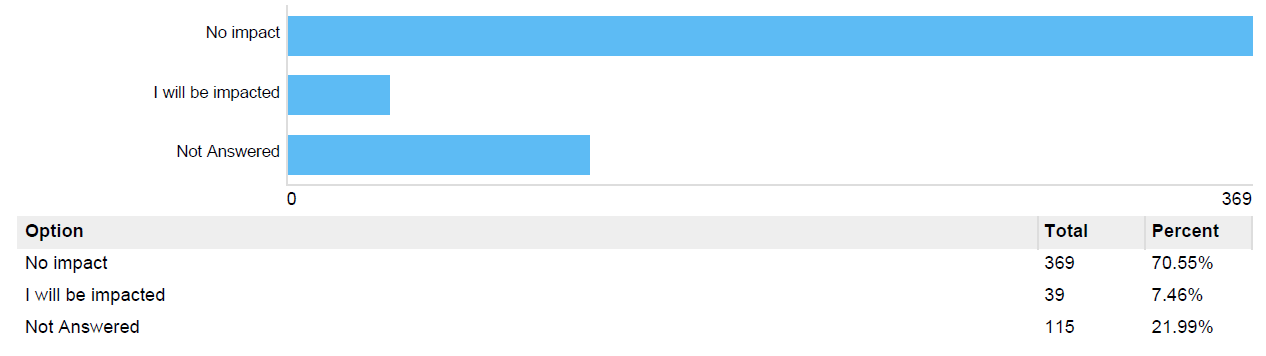 No impact
I will be impacted
Not Answered
0 369
Option Total Percent
No impact 369 70.55%
I will be impacted 39 7.46%
Not Answered 115 21.99%